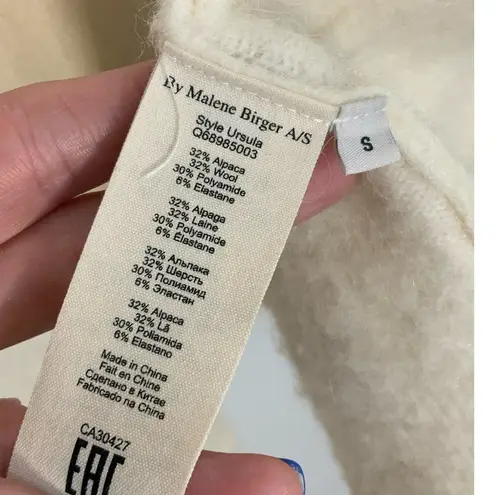 By Malene Birger A/S
Style Ursula
Q68985003
32% Alpaca
32% Wool
30% Polyamide
6% Elastane
32% Alpaga
32% Laine
30% Polyamide
6% Élastane
32% Альпака
32% Шерсть
30% Полиамид
6% Эластан
32% Alpaca
32% Lã
30% Poliamida
6% Elastano
Made in China
Fait en Chine
Сделано в Китае
Fabricado na China
CA30427
EAC
S